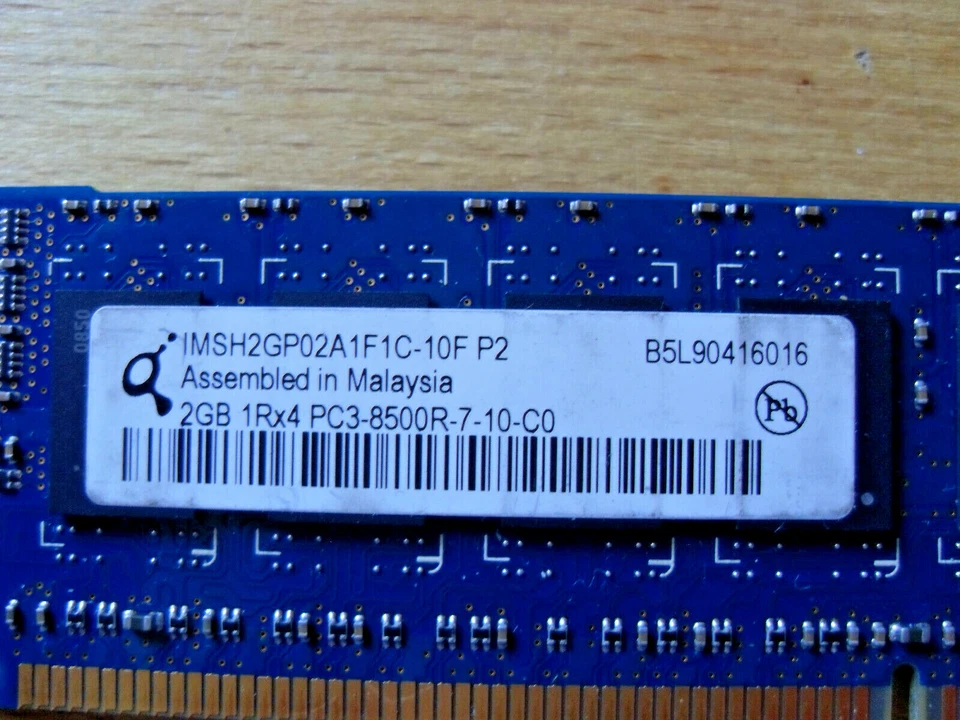 IMSH2GP02A1F1C-10F P2
B5L90416016
Assembled in Malaysia
2GB 1Rx4 PC3-8500R-7-10-C0
Pb
0850